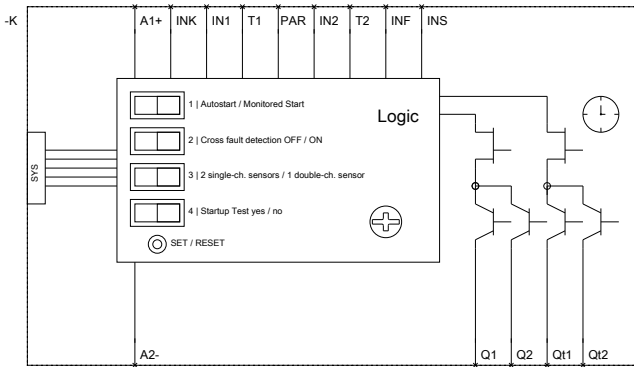 -K A1+ INK IN1 T1 PAR IN2 T2 INF INS
1 | Autostart / Monitored Start
Logic
2 | Cross fault detection OFF / ON
SYS
3 | 2 single-ch. sensors / 1 double-ch. sensor
4 | Startup Test yes / no
SET / RESET
A2- Q1 Q2 Qt1 Qt2